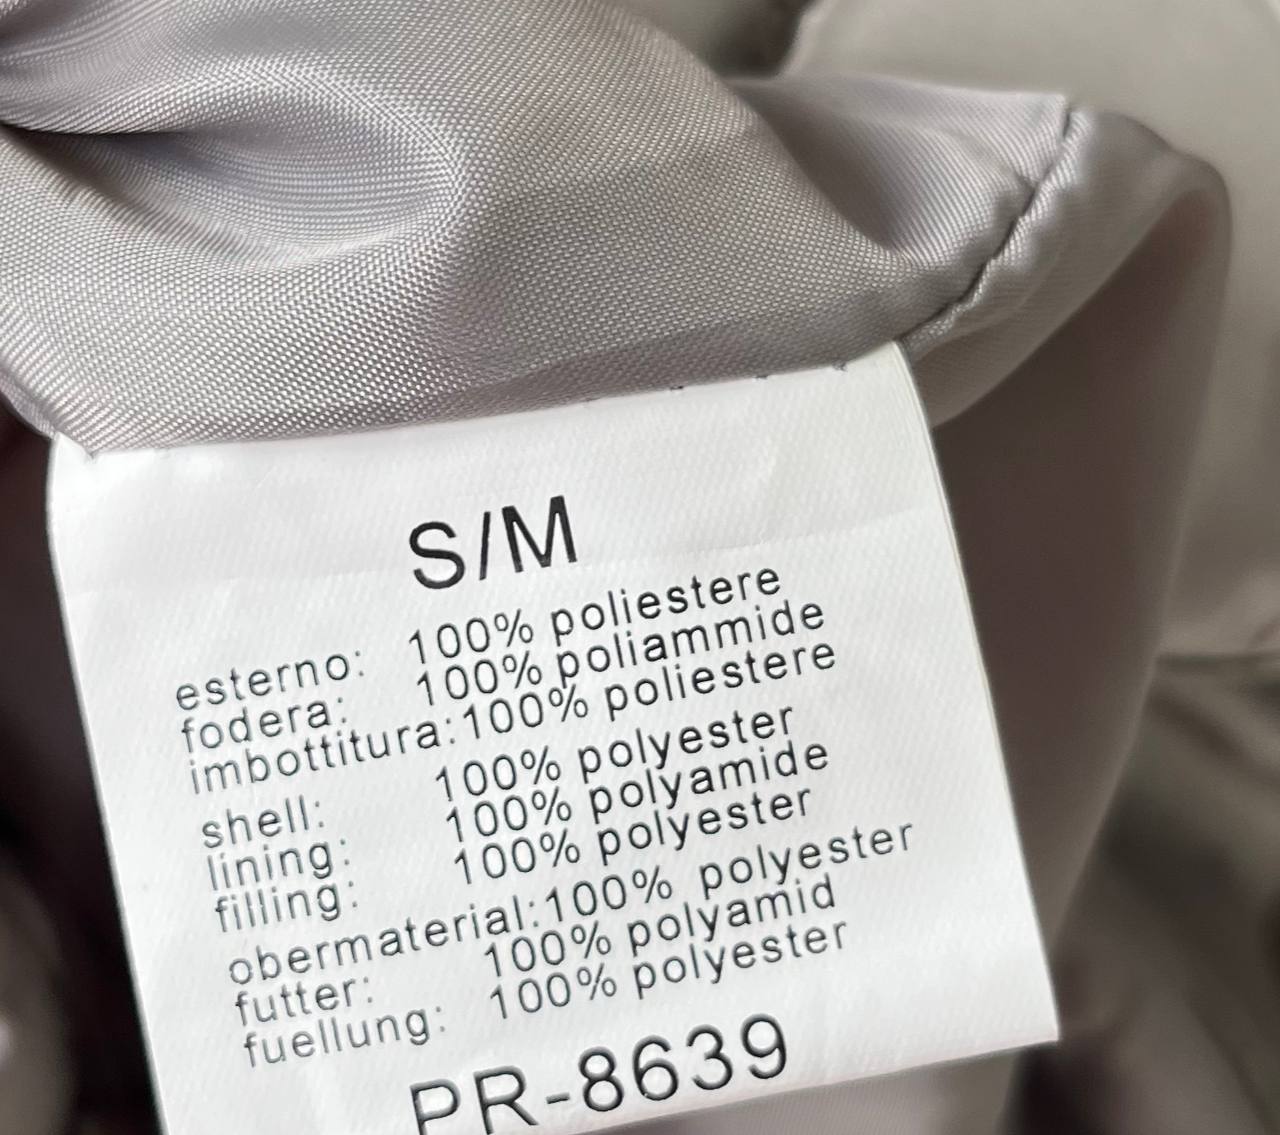 S/M
esterno: 100% poliestere
fodera: 100% poliammide
imbottitura:100% poliestere
shell: 100% polyester
lining: 100% polyamide
filling: 100% polyester
obermaterial:100% polyester
futter: 100% polyamid
fuellung: 100% polyester
PR-8639